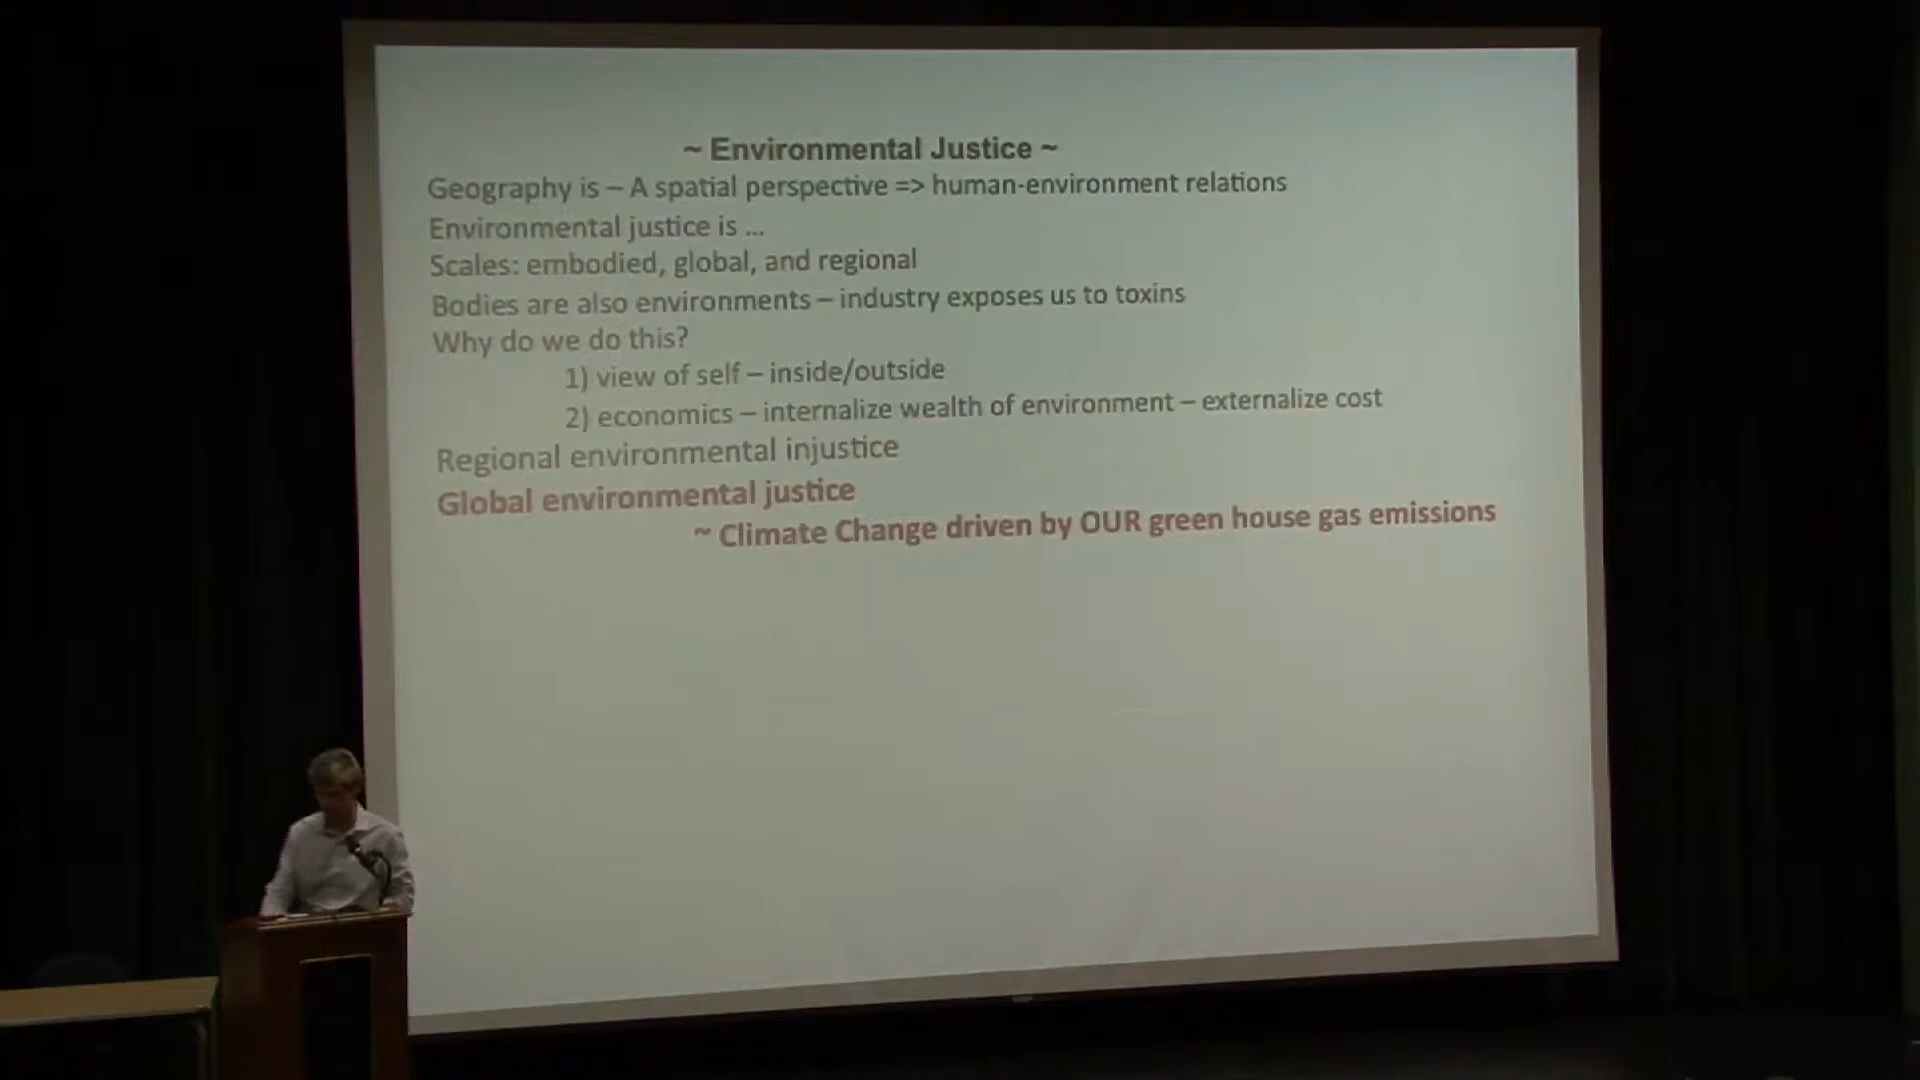 ~ Environmental Justice ~
Geography is – A spatial perspective => human-environment relations
Environmental justice is ...
Scales: embodied, global, and regional
Bodies are also environments – industry exposes us to toxins
Why do we do this?
1) view of self – inside/outside
2) economics – internalize wealth of environment – externalize cost
Regional environmental injustice
Global environmental justice
~ Climate Change driven by OUR green house gas emissions